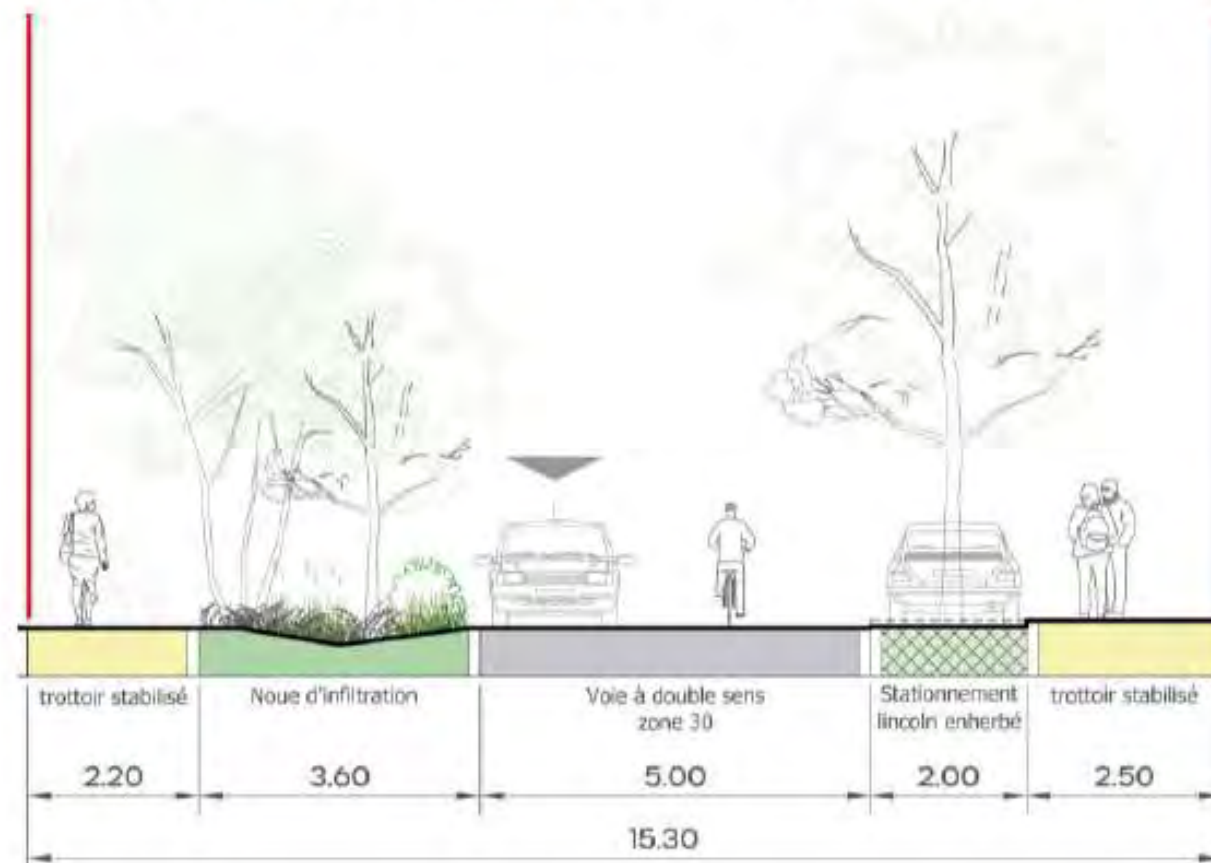 trottoir stabilisé
Noue d'infiltration
Voie à double sens
zone 30
Stationnement
lincoln enherbé
trottoir stabilisé
2.20
3.60
5.00
2.00
2.50
15.30